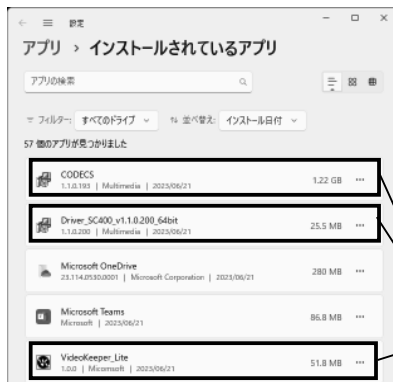 設定
アプリ › インストールされているアプリ
アプリの検索
フィルター: すべてのドライブ 並べ替え: インストール日付
57 個のアプリが見つかりました
CODECS
1.1.0.193 | Multimedia | 2023/06/21
1.22 GB
Driver_SC400_v1.1.0.200_64bit
1.1.0.200 | Multimedia | 2023/06/21
25.5 MB
Microsoft OneDrive
23.114.0530.0001 | Microsoft Corporation | 2023/06/21
280 MB
Microsoft Teams
Microsoft | 2023/06/21
86.8 MB
VideoKeeper_Lite
1.0.0 | Micomsoft | 2023/06/21
51.8 MB